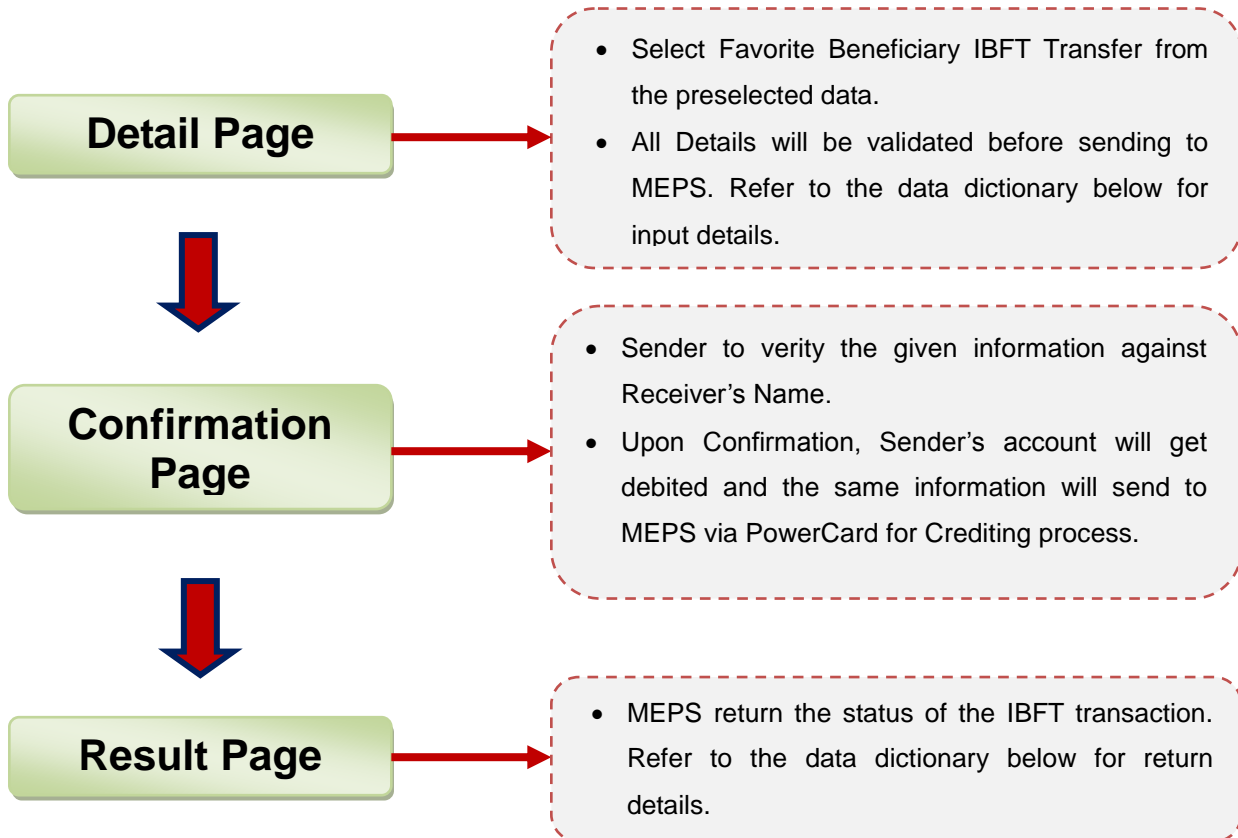 Detail Page
• Select Favorite Beneficiary IBFT Transfer from
the preselected data.
• All Details will be validated before sending to
MEPS. Refer to the data dictionary below for
input details.
Confirmation
Page
• Sender to verity the given information against
Receiver’s Name.
• Upon Confirmation, Sender’s account will get
debited and the same information will send to
MEPS via PowerCard for Crediting process.
Result Page
• MEPS return the status of the IBFT transaction.
Refer to the data dictionary below for return
details.